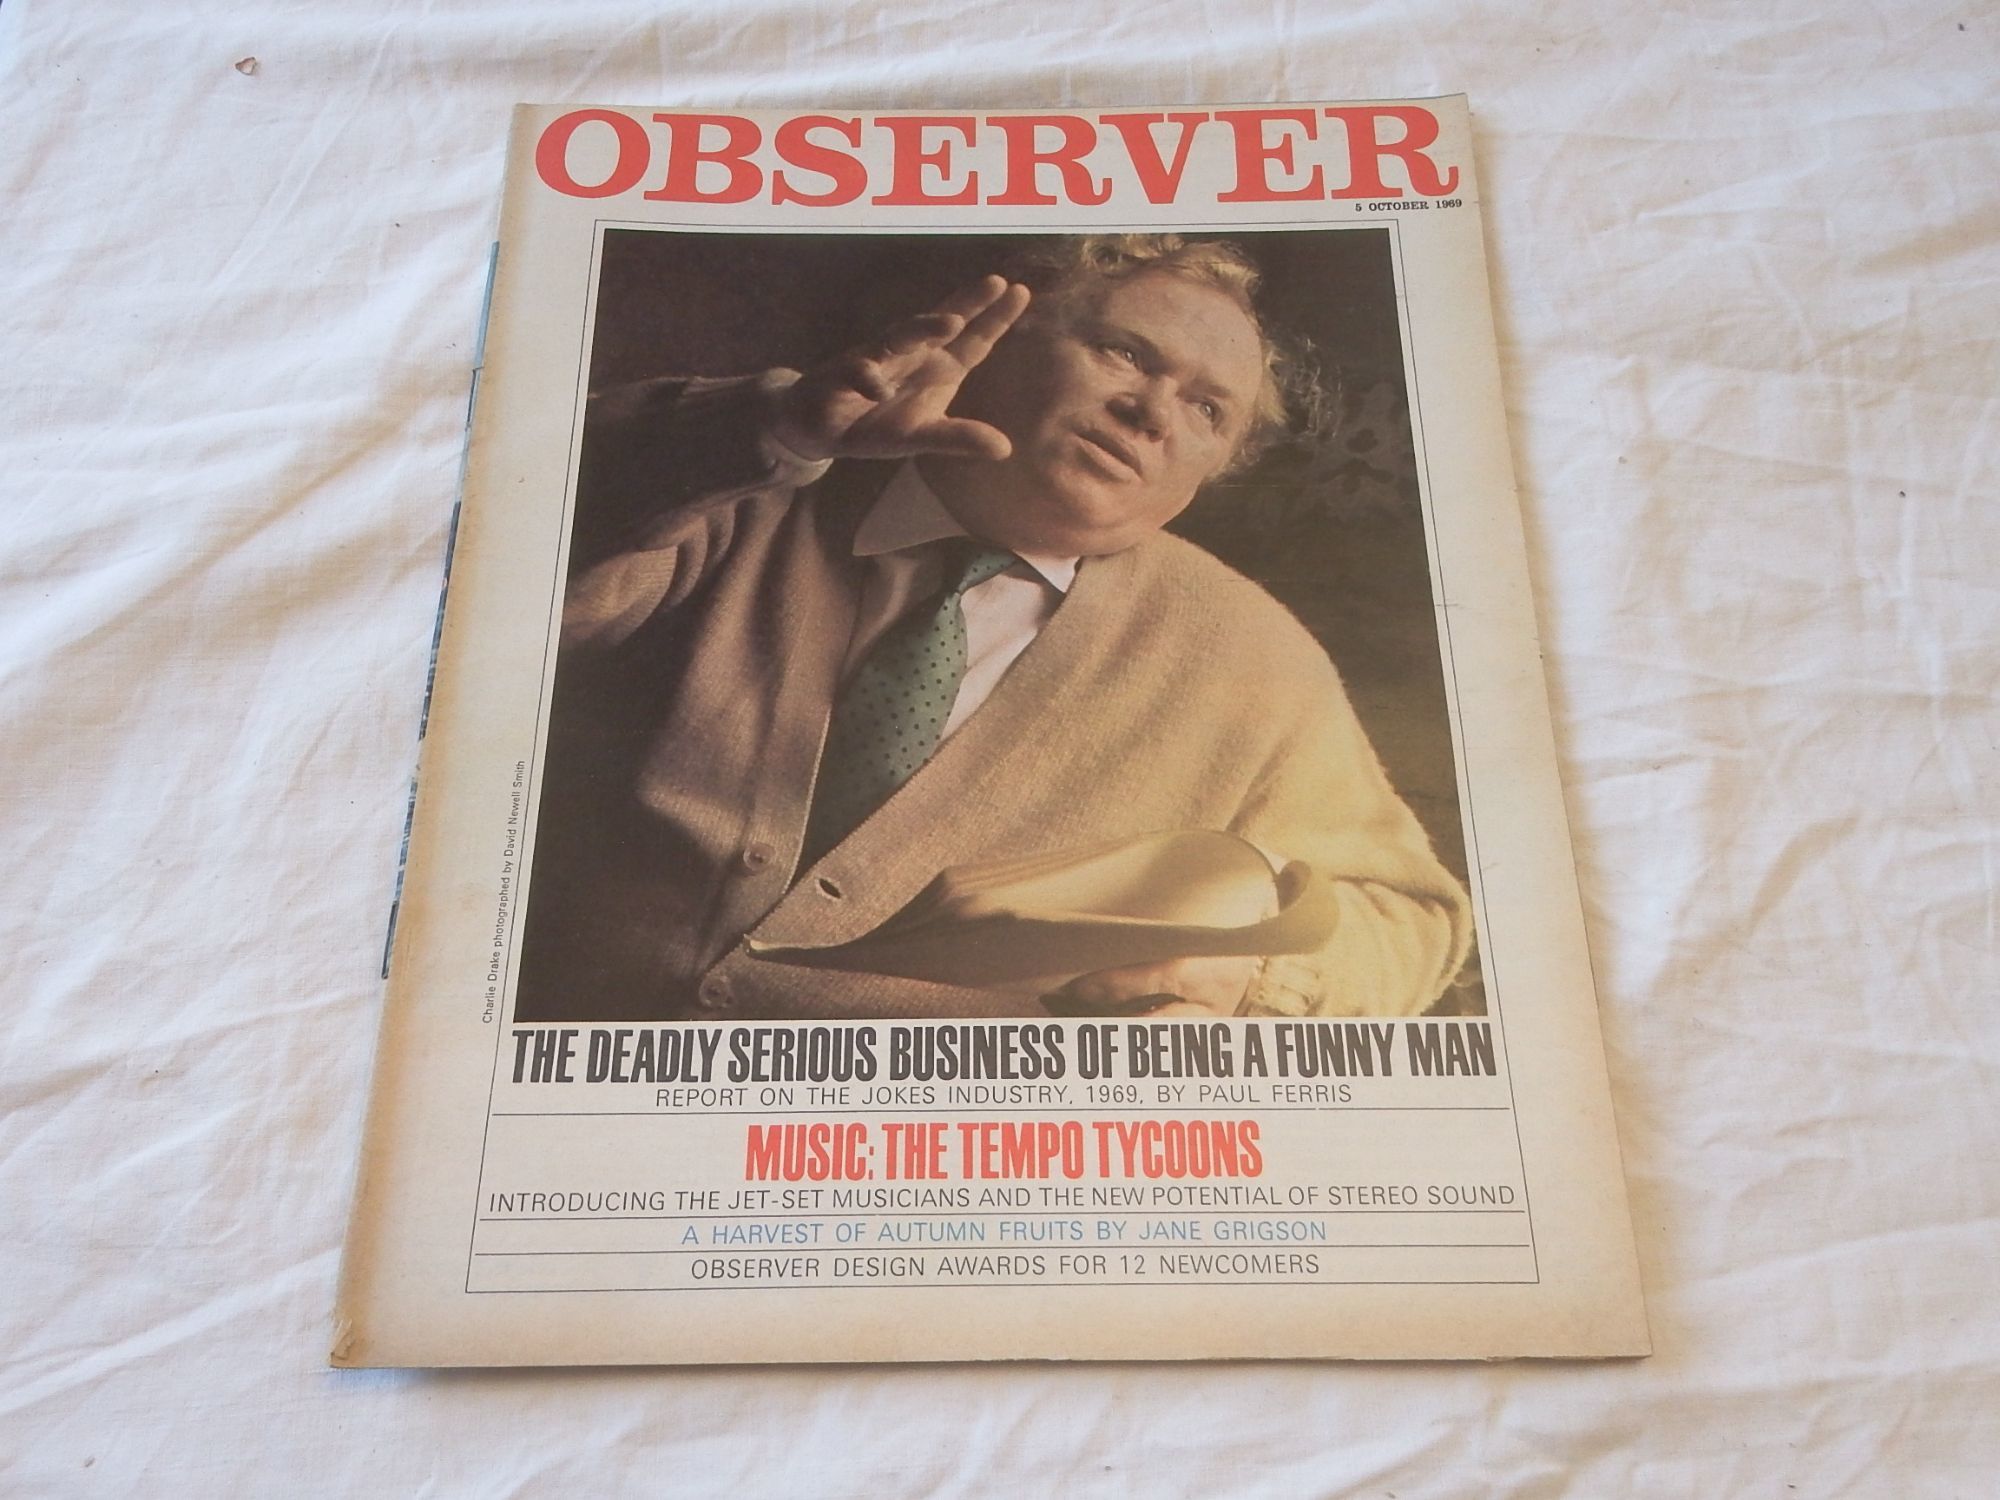 OBSERVER
5 OCTOBER 1969
Charlie Drake photographed by David Newell Smith
THE DEADLY SERIOUS BUSINESS OF BEING A FUNNY MAN
REPORT ON THE JOKES INDUSTRY, 1969, BY PAUL FERRIS
MUSIC: THE TEMPO TYCOONS
INTRODUCING THE JET-SET MUSICIANS AND THE NEW POTENTIAL OF STEREO SOUND
A HARVEST OF AUTUMN FRUITS BY JANE GRIGSON
OBSERVER DESIGN AWARDS FOR 12 NEWCOMERS